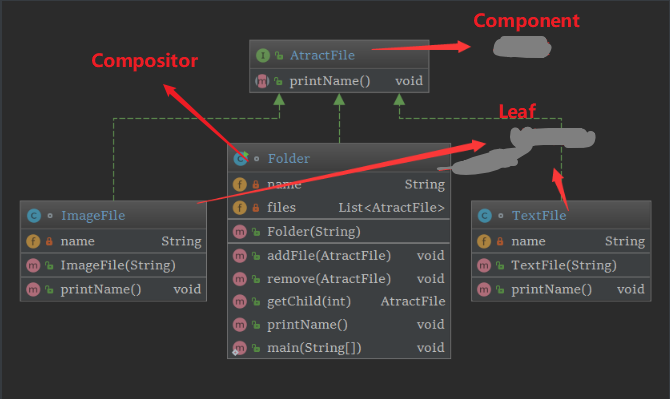 Component
AtractFile
printName() void
Compositor
Leaf
Folder
name String
files List<AtractFile>
Folder(String)
addFile(AtractFile) void
remove(AtractFile) void
getChild(int) AtractFile
printName() void
main(String[]) void
ImageFile
name String
ImageFile(String)
printName() void
TextFile
name String
TextFile(String)
printName() void